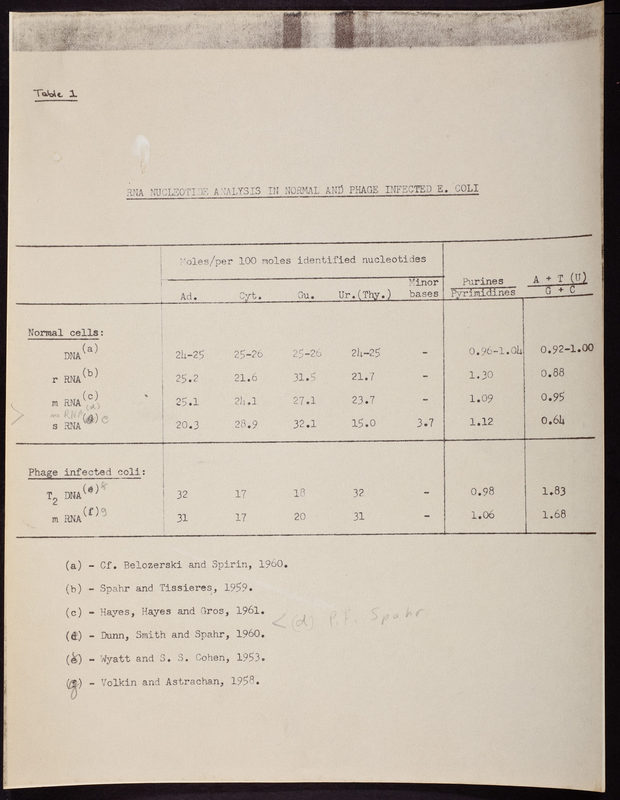 Table 1
RNA NUCLEOTIDE ANALYSIS IN NORMAL AND PHAGE INFECTED E. COLI
Moles/per 100 moles identified nucleotides
Ad. Cyt. Gu. Ur.(Thy.) Minor bases Purines Pyrimidines A + T (U) G + C
Normal cells:
DNA(a) 24-25 25-26 25-26 24-25 - 0.96-1.04 0.92-1.00
r RNA(b) 25.2 21.6 31.5 21.7 - 1.30 0.88
m RNA(c) 25.1 24.1 27.1 23.7 - 1.09 0.95
m RNA (d)
s RNA(d) e 20.3 28.9 32.1 15.0 3.7 1.12 0.64
Phage infected coli:
T2 DNA(e) 32 17 18 32 - 0.98 1.83
m RNA(f) g 31 17 20 31 - 1.06 1.68
(a) - Cf. Belozerski and Spirin, 1960.
(b) - Spahr and Tissieres, 1959.
(c) - Hayes, Hayes and Gros, 1961.
< (d) P.F. Spahr
(d) - Dunn, Smith and Spahr, 1960.
(e) - Wyatt and S. S. Cohen, 1953.
(g) - Volkin and Astrachan, 1958.